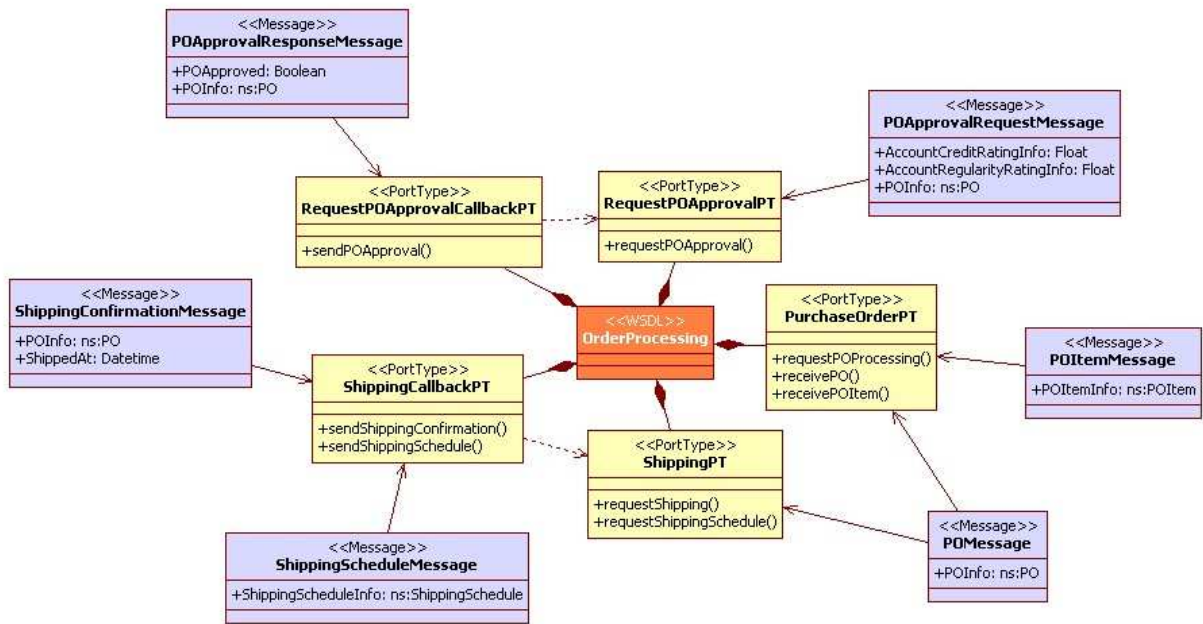 <<Message>>
POApprovalResponseMessage
+POApproved: Boolean
+POInfo: ns:PO
<<Message>>
POApprovalRequestMessage
+AccountCreditRatingInfo: Float
+AccountRegularityRatingInfo: Float
+POInfo: ns:PO
<<PortType>>
RequestPOApprovalCallbackPT
+sendPOApproval()
<<PortType>>
RequestPOApprovalPT
+requestPOApproval()
<<Message>>
ShippingConfirmationMessage
+POInfo: ns:PO
+ShippedAt: Datetime
<<WSDL>>
OrderProcessing
<<PortType>>
PurchaseOrderPT
+requestPOProcessing()
+receivePO()
+receivePOItem()
<<Message>>
POItemMessage
+POItemInfo: ns:POItem
<<PortType>>
ShippingCallbackPT
+sendShippingConfirmation()
+sendShippingSchedule()
<<PortType>>
ShippingPT
+requestShipping()
+requestShippingSchedule()
<<Message>>
ShippingScheduleMessage
+ShippingScheduleInfo: ns:ShippingSchedule
<<Message>>
POMessage
+POInfo: ns:PO